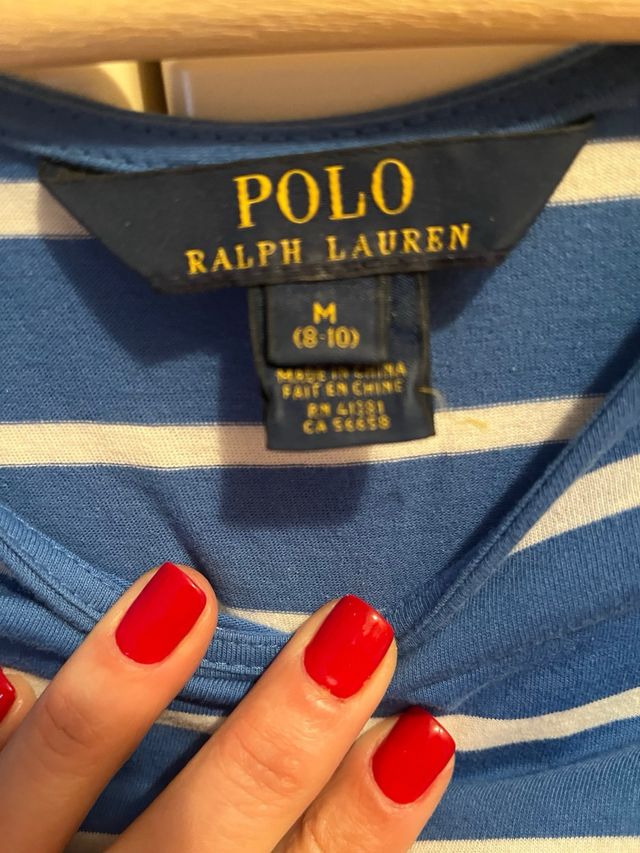 POLO
RALPH LAUREN
M
(8-10)
MADE IN CHINA
FAIT EN CHINE
RN 41381
CA 56658